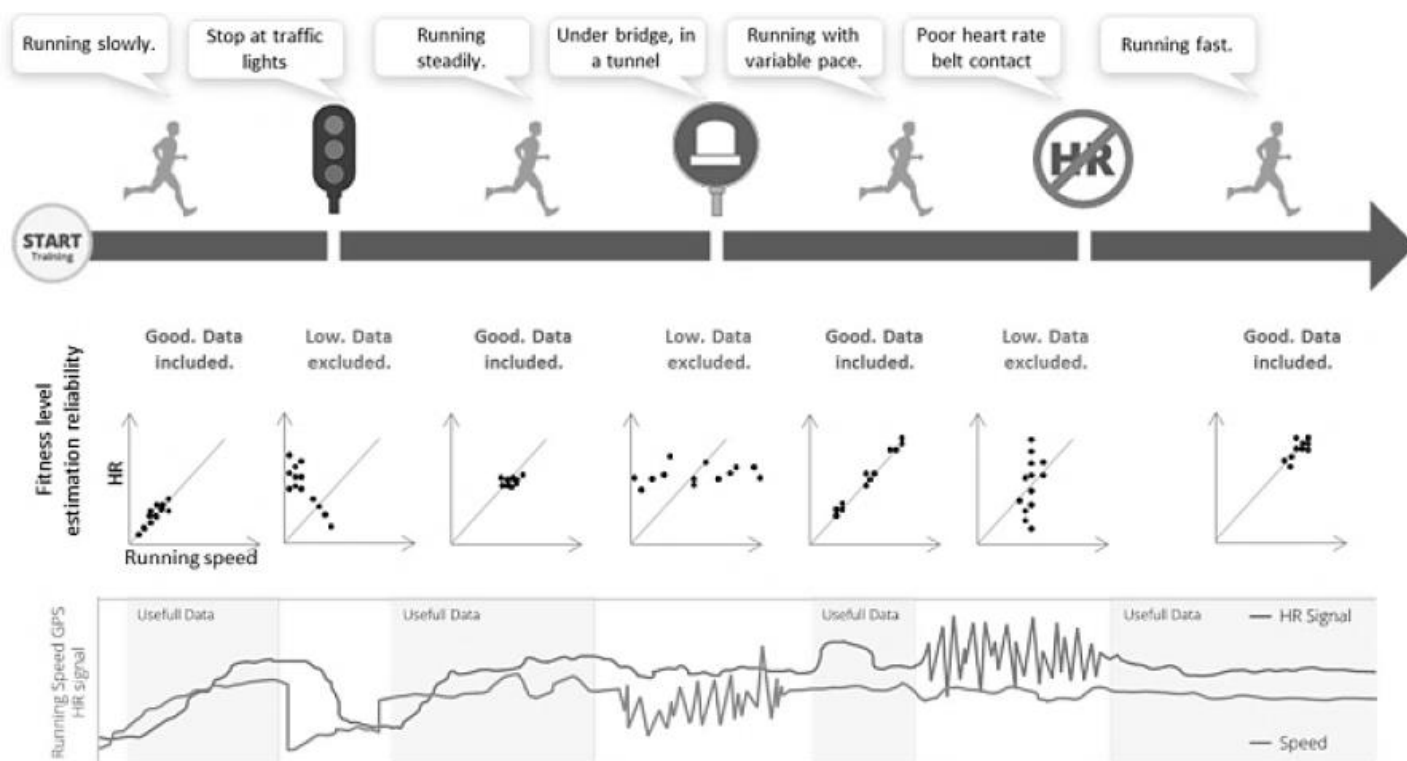 Running slowly.
Stop at traffic
lights
Running
steadily.
Under bridge, in
a tunnel
Running with
variable pace.
Poor heart rate
belt contact
Running fast.
HR
START
Training
Fitness level
estimation reliability
Good. Data
included.
Low. Data
excluded.
Good. Data
included.
Low. Data
excluded.
Good. Data
included.
Low. Data
excluded.
Good. Data
included.
HR
Running speed
Running Speed GPS
HR signal
Usefull Data
Usefull Data
Usefull Data
Usefull Data
HR Signal
Speed